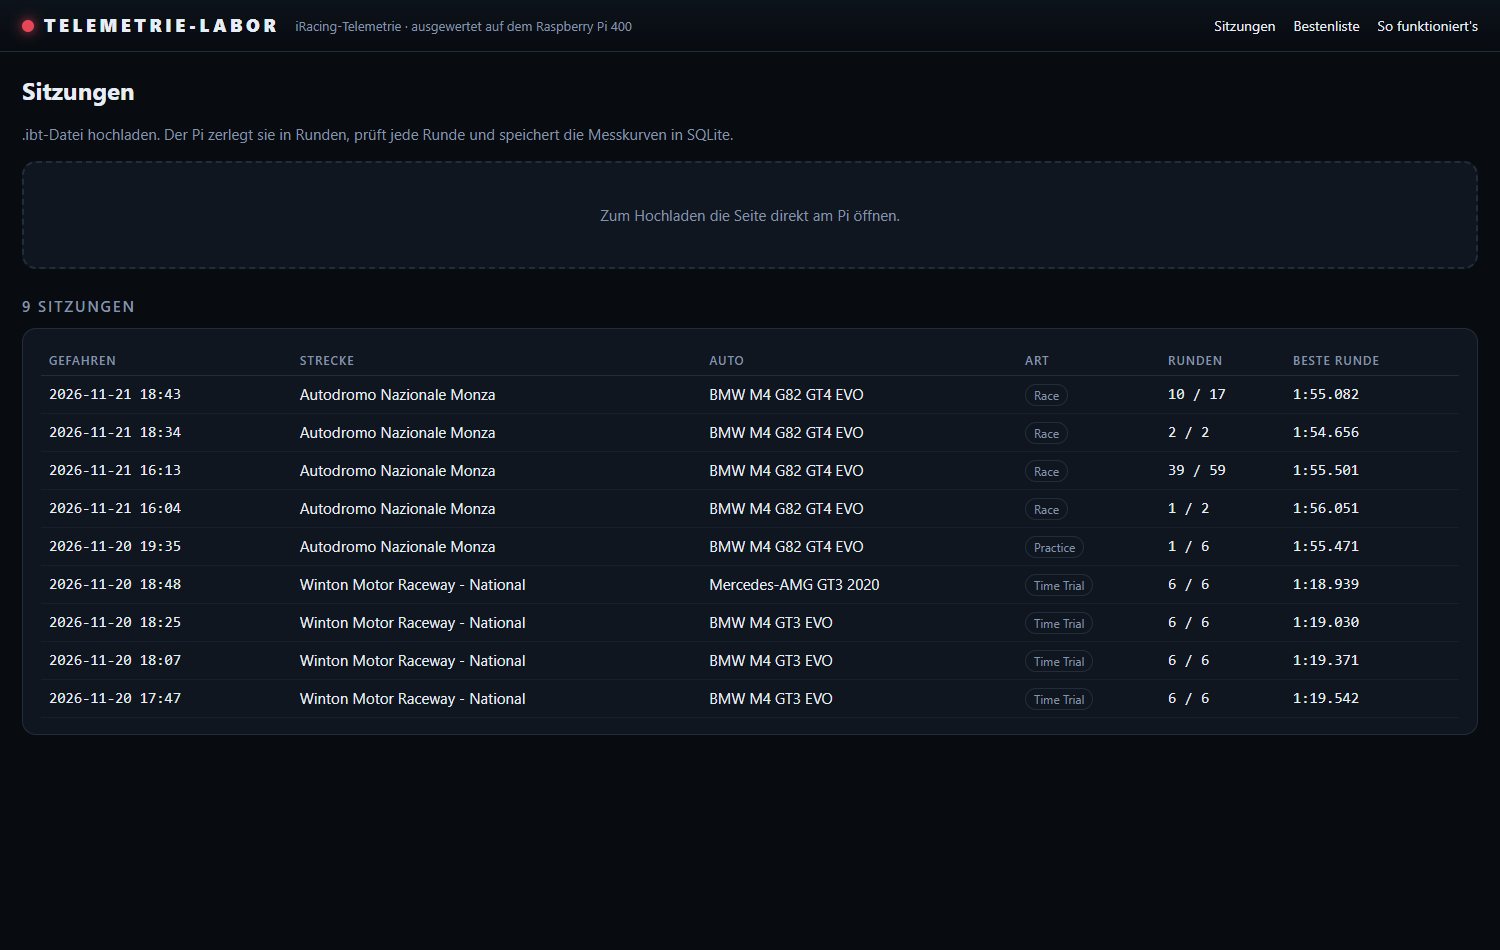 TELEMETRIE-LABOR iRacing-Telemetrie · ausgewertet auf dem Raspberry Pi 400 Sitzungen Bestenliste So funktioniert's
Sitzungen
.ibt-Datei hochladen. Der Pi zerlegt sie in Runden, prüft jede Runde und speichert die Messkurven in SQLite.
Zum Hochladen die Seite direkt am Pi öffnen.
9 SITZUNGEN
GEFAHREN STRECKE AUTO ART RUNDEN BESTE RUNDE
2026-11-21 18:43 Autodromo Nazionale Monza BMW M4 G82 GT4 EVO Race 10 / 17 1:55.082
2026-11-21 18:34 Autodromo Nazionale Monza BMW M4 G82 GT4 EVO Race 2 / 2 1:54.656
2026-11-21 16:13 Autodromo Nazionale Monza BMW M4 G82 GT4 EVO Race 39 / 59 1:55.501
2026-11-21 16:04 Autodromo Nazionale Monza BMW M4 G82 GT4 EVO Race 1 / 2 1:56.051
2026-11-20 19:35 Autodromo Nazionale Monza BMW M4 G82 GT4 EVO Practice 1 / 6 1:55.471
2026-11-20 18:48 Winton Motor Raceway - National Mercedes-AMG GT3 2020 Time Trial 6 / 6 1:18.939
2026-11-20 18:25 Winton Motor Raceway - National BMW M4 GT3 EVO Time Trial 6 / 6 1:19.030
2026-11-20 18:07 Winton Motor Raceway - National BMW M4 GT3 EVO Time Trial 6 / 6 1:19.371
2026-11-20 17:47 Winton Motor Raceway - National BMW M4 GT3 EVO Time Trial 6 / 6 1:19.542